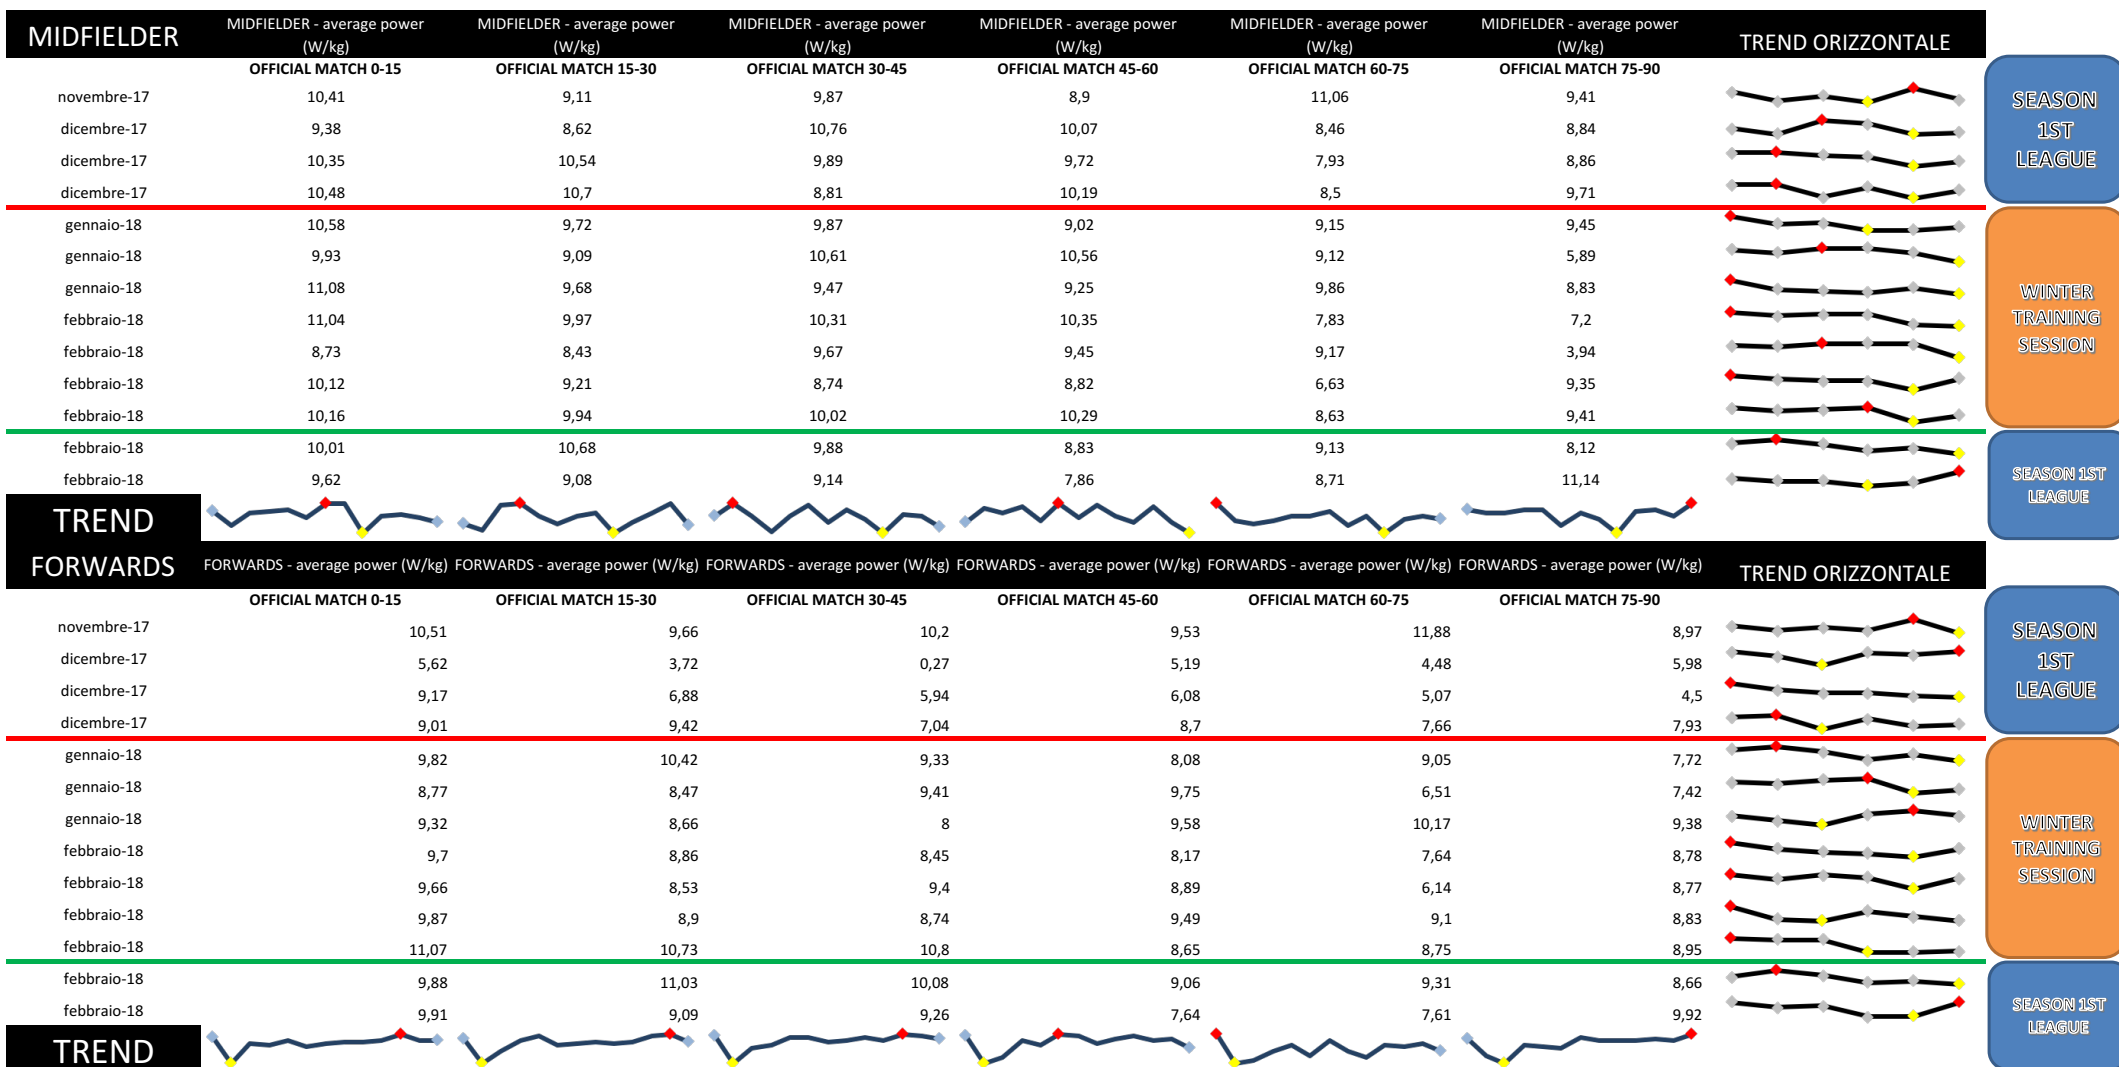 MIDFIELDER
MIDFIELDER - average power (W/kg)
MIDFIELDER - average power (W/kg)
MIDFIELDER - average power (W/kg)
MIDFIELDER - average power (W/kg)
MIDFIELDER - average power (W/kg)
MIDFIELDER - average power (W/kg)
TREND ORIZZONTALE
OFFICIAL MATCH 0-15 OFFICIAL MATCH 15-30 OFFICIAL MATCH 30-45 OFFICIAL MATCH 45-60 OFFICIAL MATCH 60-75 OFFICIAL MATCH 75-90
novembre-17 10,41 9,11 9,87 8,9 11,06 9,41
dicembre-17 9,38 8,62 10,76 10,07 8,46 8,84
dicembre-17 10,35 10,54 9,89 9,72 7,93 8,86
dicembre-17 10,48 10,7 8,81 10,19 8,5 9,71
SEASON
1ST
LEAGUE
gennaio-18 10,58 9,72 9,87 9,02 9,15 9,45
gennaio-18 9,93 9,09 10,61 10,56 9,12 5,89
gennaio-18 11,08 9,68 9,47 9,25 9,86 8,83
febbraio-18 11,04 9,97 10,31 10,35 7,83 7,2
febbraio-18 8,73 8,43 9,67 9,45 9,17 3,94
febbraio-18 10,12 9,21 8,74 8,82 6,63 9,35
febbraio-18 10,16 9,94 10,02 10,29 8,63 9,41
WINTER
TRAINING
SESSION
febbraio-18 10,01 10,68 9,88 8,83 9,13 8,12
febbraio-18 9,62 9,08 9,14 7,86 8,71 11,14
SEASON 1ST
LEAGUE
TREND
FORWARDS FORWARDS - average power (W/kg) FORWARDS - average power (W/kg) FORWARDS - average power (W/kg) FORWARDS - average power (W/kg) FORWARDS - average power (W/kg) FORWARDS - average power (W/kg) TREND ORIZZONTALE
OFFICIAL MATCH 0-15 OFFICIAL MATCH 15-30 OFFICIAL MATCH 30-45 OFFICIAL MATCH 45-60 OFFICIAL MATCH 60-75 OFFICIAL MATCH 75-90
novembre-17 10,51 9,66 10,2 9,53 11,88 8,97
dicembre-17 5,62 3,72 0,27 5,19 4,48 5,98
dicembre-17 9,17 6,88 5,94 6,08 5,07 4,5
dicembre-17 9,01 9,42 7,04 8,7 7,66 7,93
SEASON
1ST
LEAGUE
gennaio-18 9,82 10,42 9,33 8,08 9,05 7,72
gennaio-18 8,77 8,47 9,41 9,75 6,51 7,42
gennaio-18 9,32 8,66 8 9,58 10,17 9,38
febbraio-18 9,7 8,86 8,45 8,17 7,64 8,78
febbraio-18 9,66 8,53 9,4 8,89 6,14 8,77
febbraio-18 9,87 8,9 8,74 9,49 9,1 8,83
febbraio-18 11,07 10,73 10,8 8,65 8,75 8,95
WINTER
TRAINING
SESSION
febbraio-18 9,88 11,03 10,08 9,06 9,31 8,66
febbraio-18 9,91 9,09 9,26 7,64 7,61 9,92
SEASON 1ST
LEAGUE
TREND